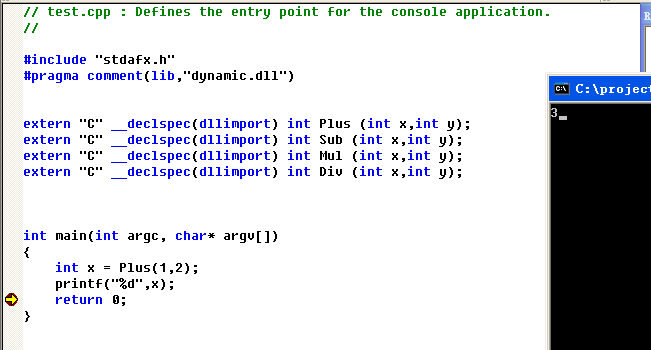 // test.cpp : Defines the entry point for the console application.
//
#include "stdafx.h"
#pragma comment(lib,"dynamic.dll")
extern "C" __declspec(dllimport) int Plus (int x,int y);
extern "C" __declspec(dllimport) int Sub (int x,int y);
extern "C" __declspec(dllimport) int Mul (int x,int y);
extern "C" __declspec(dllimport) int Div (int x,int y);
int main(int argc, char* argv[])
{
    int x = Plus(1,2);
    printf("%d",x);
    return 0;
}
C:\project
3